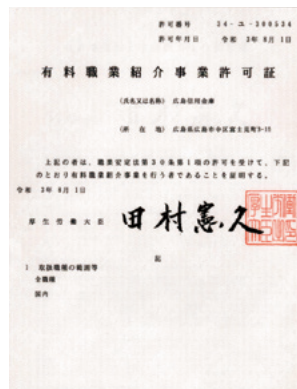 許可番号 34-ユ-300534
許可年月日 令和 3年 8月 1日
有料職業紹介事業許可証
(氏名又は名称) 広島信用金庫
(所在地) 広島県広島市中区富士見町3-15
上記の者は、職業安定法第30条第1項の許可を受けて、下記
のとおり有料職業紹介事業を行う者であることを証明する。
令和 3年 8月 1日
厚生労働大臣 田村憲久
記
1 取扱職種の範囲等
全職種
国内